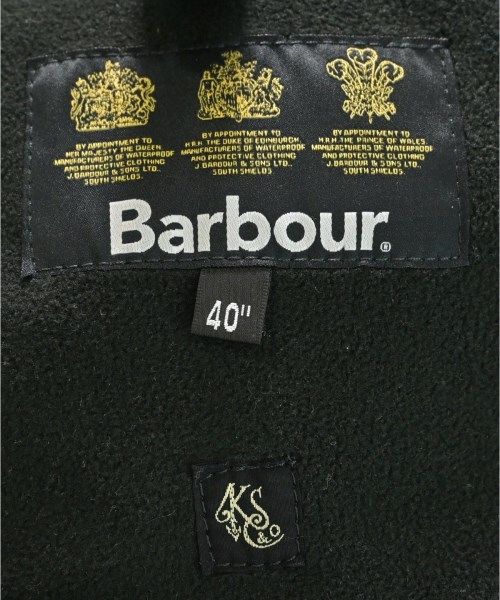 BY APPOINTMENT TO
HER MAJESTY THE QUEEN
MANUFACTURERS OF WATERPROOF
AND PROTECTIVE CLOTHING
J. BARBOUR & SONS LTD.,
SOUTH SHIELDS.
BY APPOINTMENT TO
H.R.H. THE DUKE OF EDINBURGH,
MANUFACTURERS OF WATERPROOF
AND PROTECTIVE CLOTHING
J. BARBOUR & SONS LTD.,
SOUTH SHIELDS.
BY APPOINTMENT TO
H.R.H. THE PRINCE OF WALES,
MANUFACTURERS OF WATERPROOF
AND PROTECTIVE CLOTHING
J. BARBOUR & SONS LTD.,
SOUTH SHIELDS.
Barbour®
40"
KS
&Co